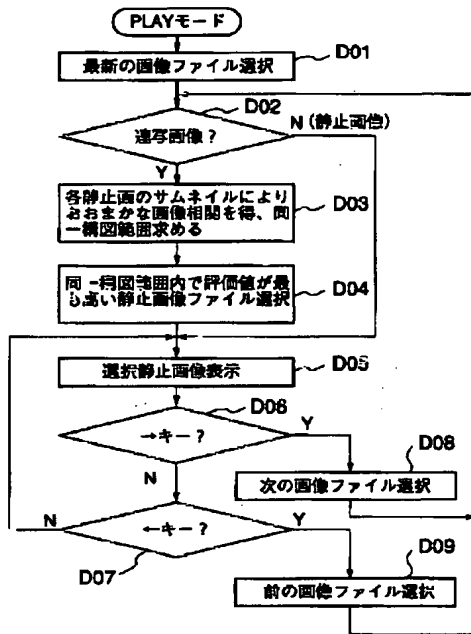 PLAYモード
D01
最新の画像ファイル選択
D02
連写画像？
N（静止画像）
Y
各静止画のサムネイルにより
おおまかな画像相関を得、同
一構図範囲求める
D03
同一構図範囲内で評価値が最
も高い静止画像ファイル選択
D04
D05
選択静止画像表示
D06
→キー？
Y
D08
N
次の画像ファイル選択
N
←キー？
Y
D07
D09
前の画像ファイル選択